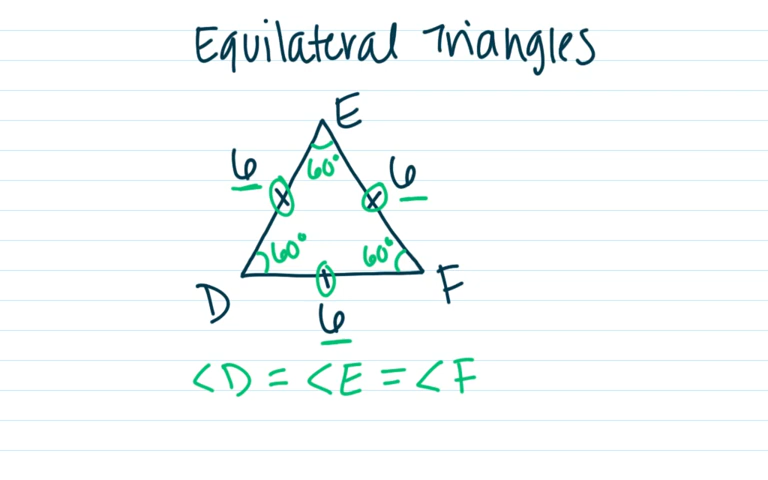 Equilateral Triangles
E
6 60° 6
60° 60°
D F
6
<D = <E = <F